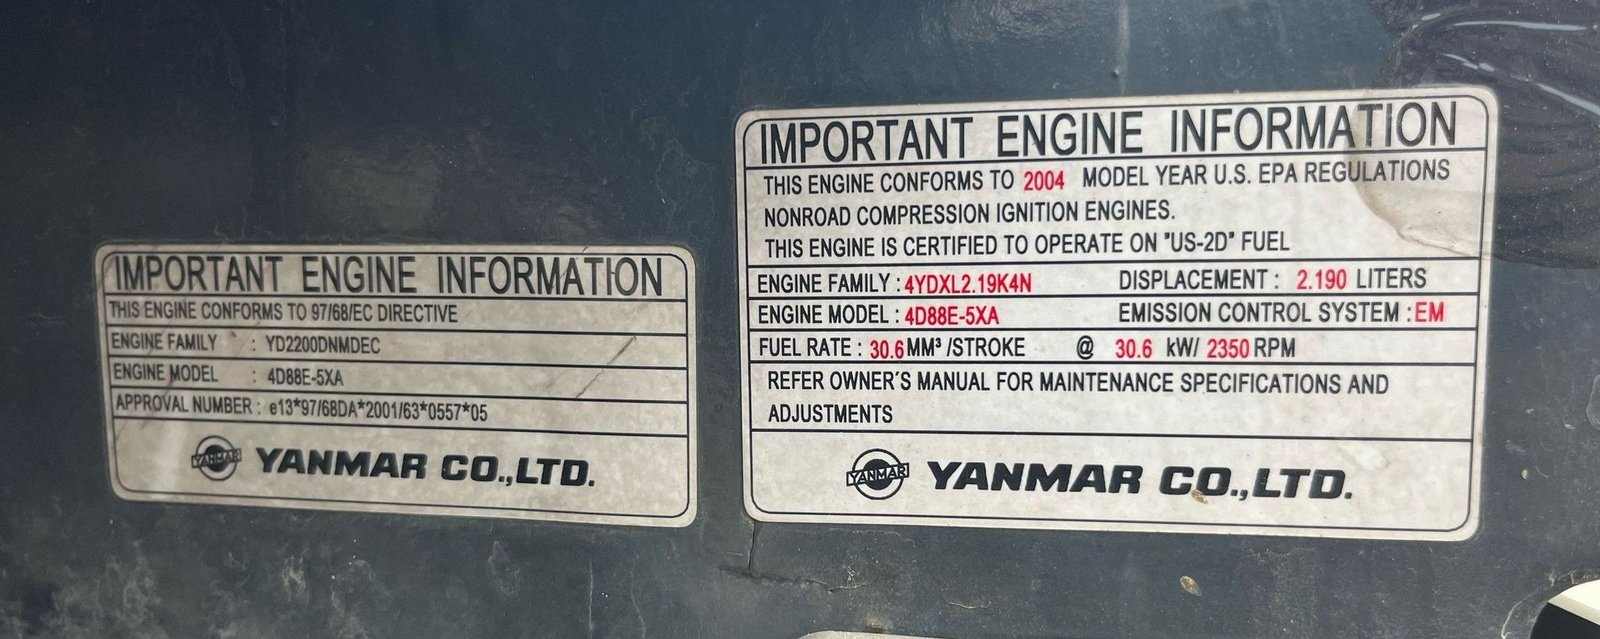 IMPORTANT ENGINE INFORMATION
THIS ENGINE CONFORMS TO 97/68/EC DIRECTIVE
ENGINE FAMILY : YD2200DNMDEC
ENGINE MODEL : 4D88E-5XA
APPROVAL NUMBER : e13*97/68DA*2001/63*0557*05
YANMAR YANMAR CO.,LTD.
IMPORTANT ENGINE INFORMATION
THIS ENGINE CONFORMS TO 2004 MODEL YEAR U.S. EPA REGULATIONS
NONROAD COMPRESSION IGNITION ENGINES.
THIS ENGINE IS CERTIFIED TO OPERATE ON "US-2D" FUEL
ENGINE FAMILY : 4YDXL2.19K4N DISPLACEMENT : 2.190 LITERS
ENGINE MODEL : 4D88E-5XA EMISSION CONTROL SYSTEM : EM
FUEL RATE : 30.6 MM³ /STROKE @ 30.6 kW/ 2350 RPM
REFER OWNER'S MANUAL FOR MAINTENANCE SPECIFICATIONS AND
ADJUSTMENTS
YANMAR YANMAR CO.,LTD.